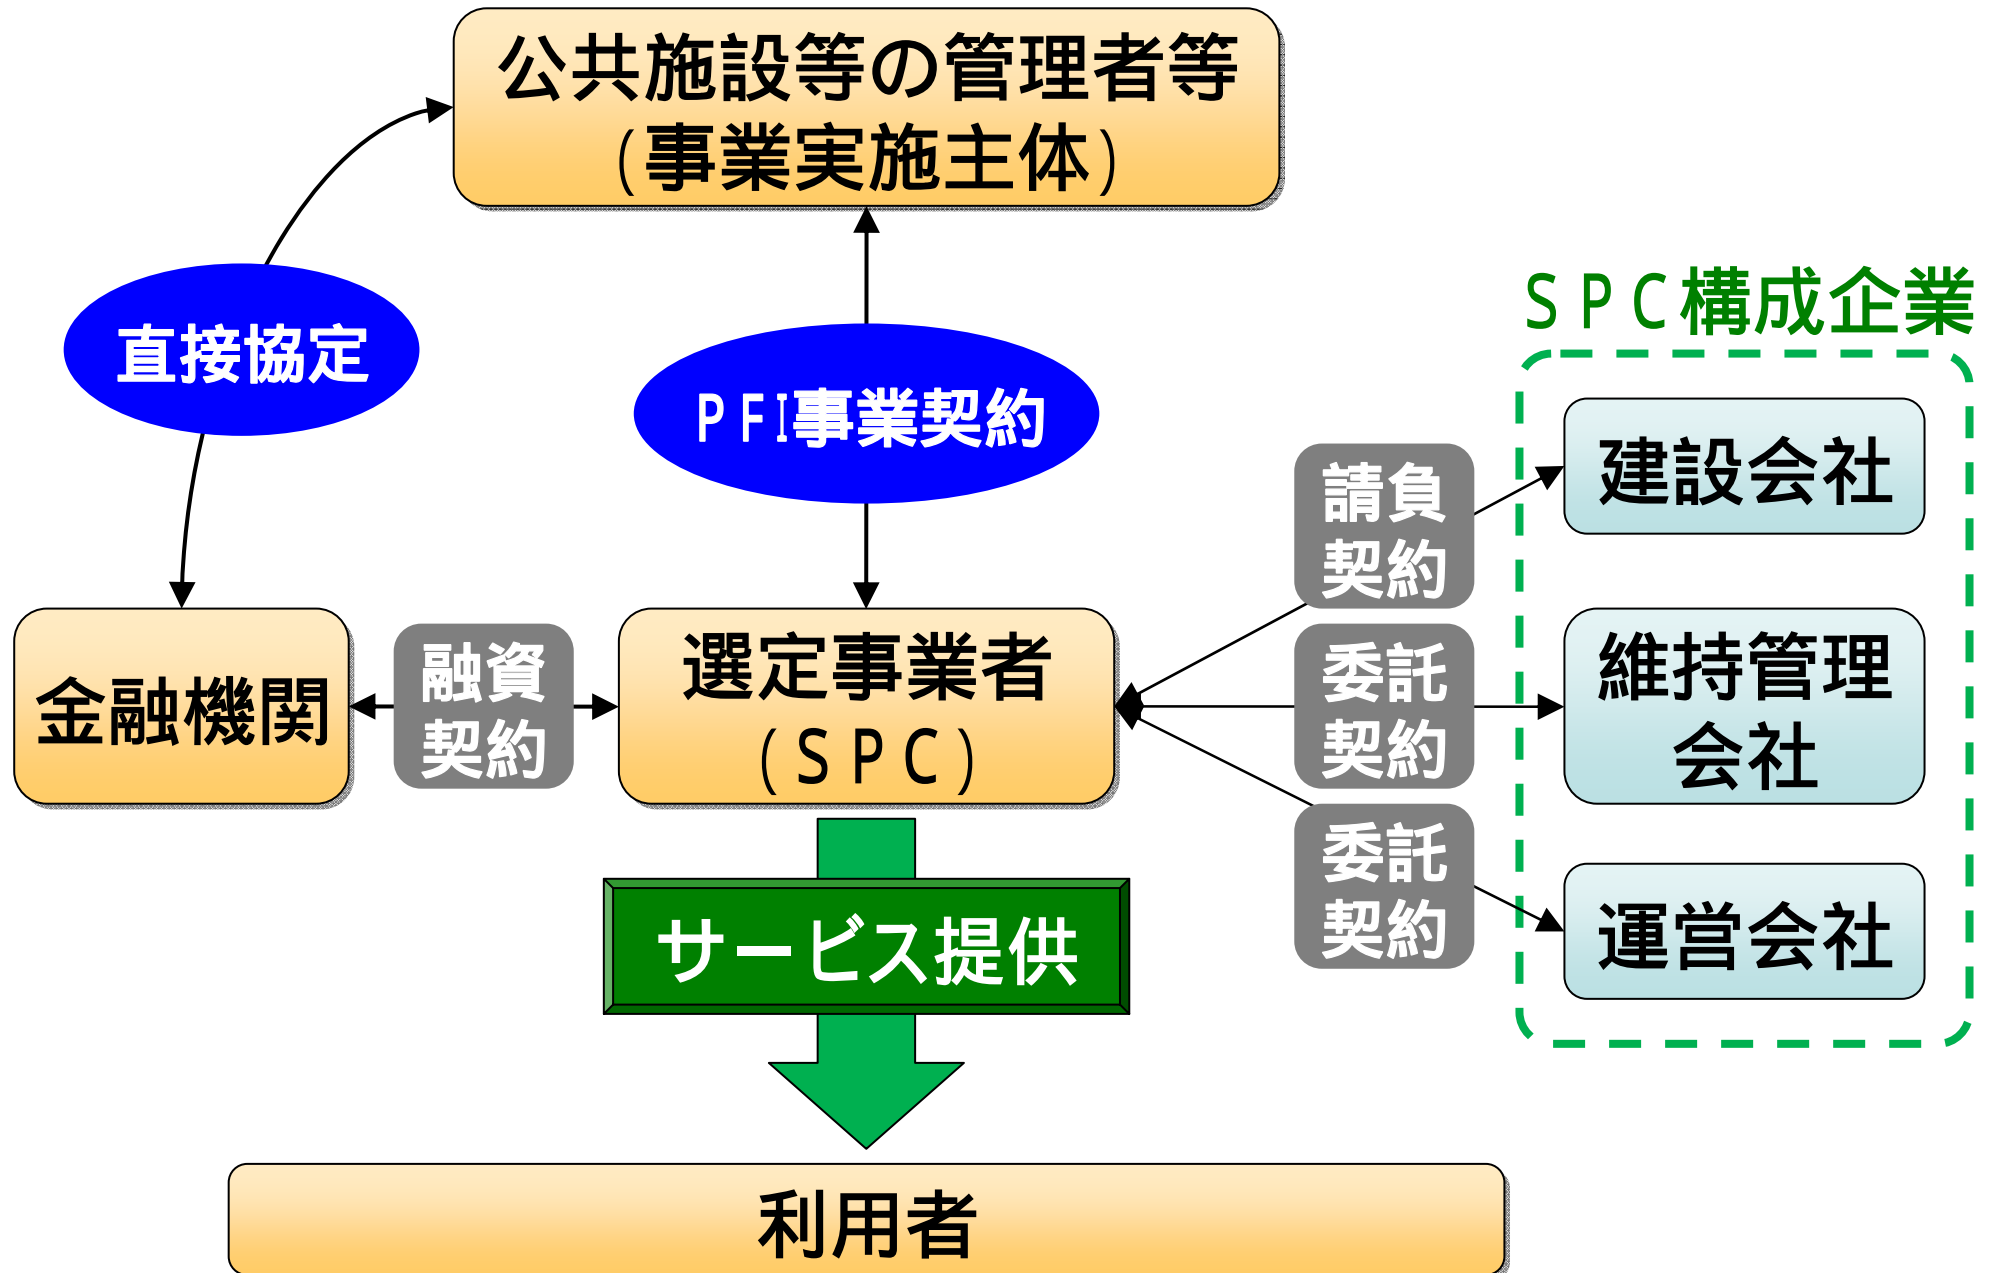 公共施設等の管理者等
(事業実施主体)
直接協定
PFI事業契約
SPC構成企業
請負
契約
建設会社
金融機関
融資
契約
選定事業者
(SPC)
委託
契約
維持管理
会社
委託
契約
運営会社
サービス提供
利用者